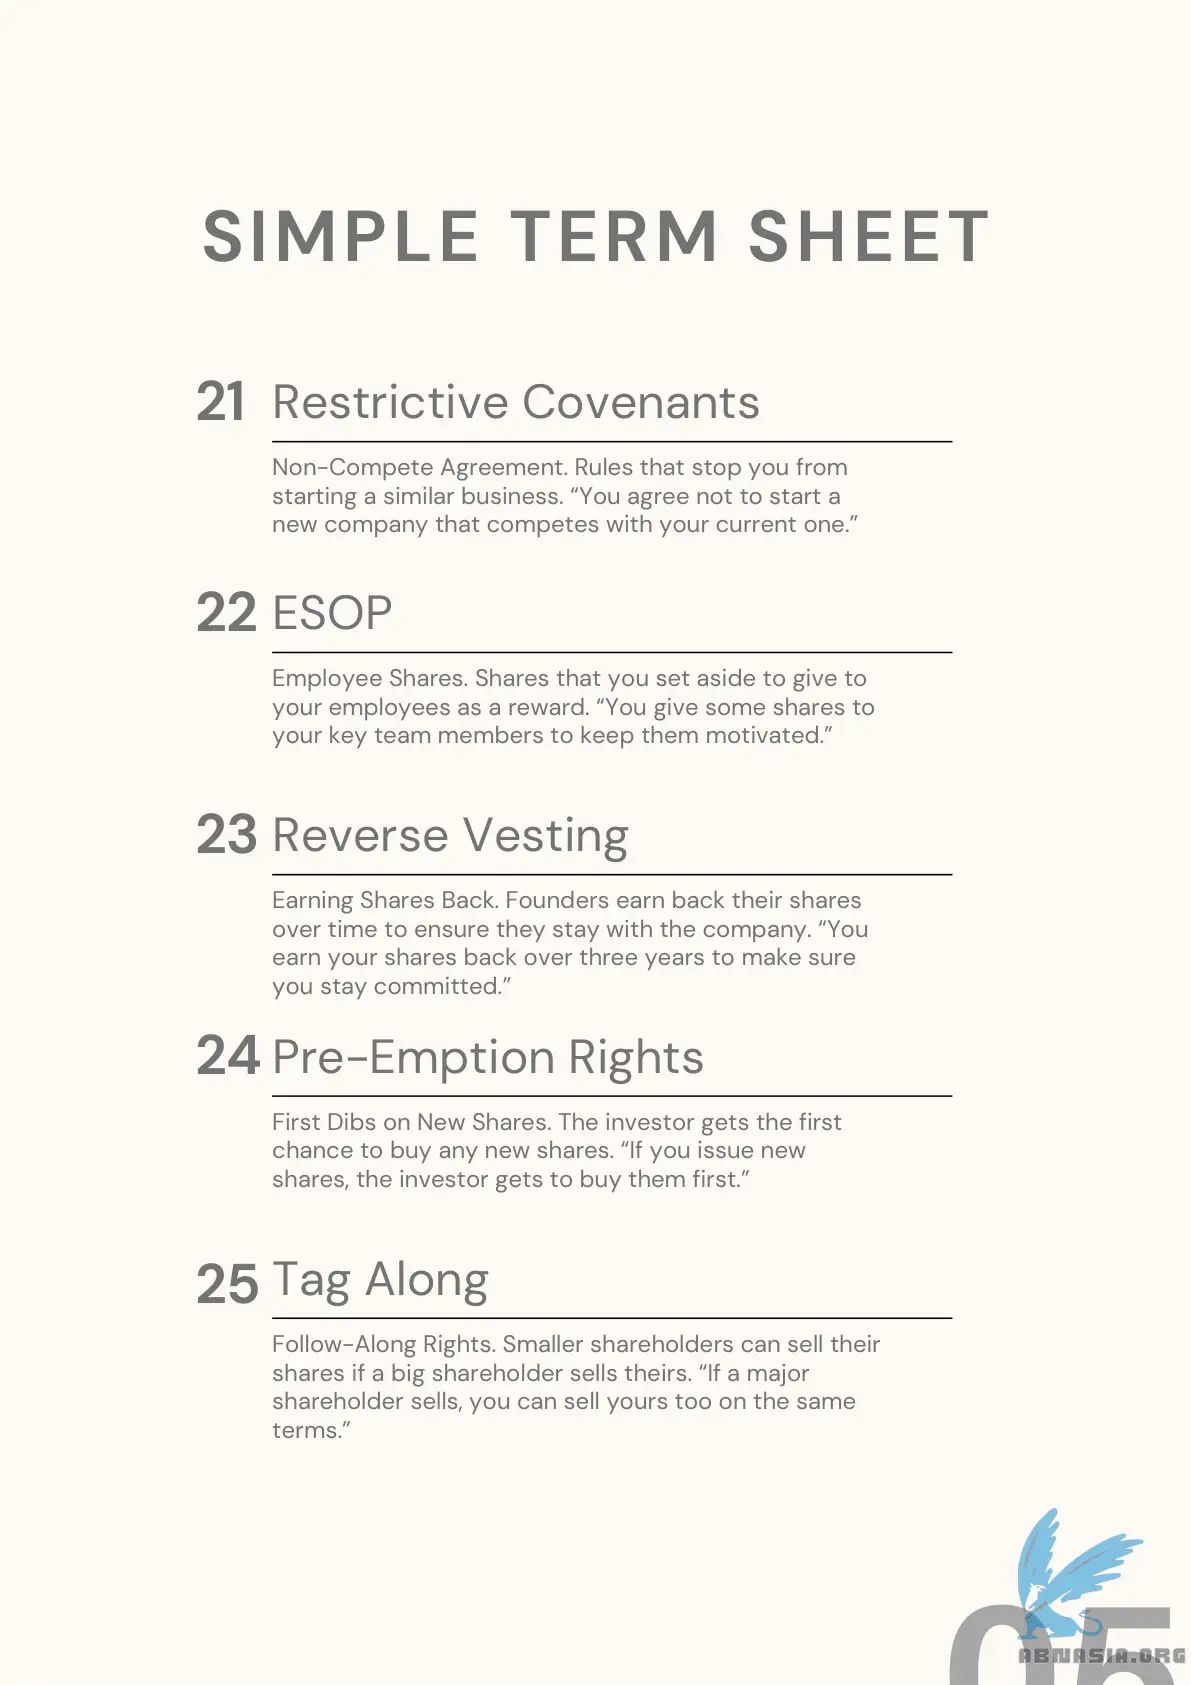 SIMPLE TERM SHEET
21 Restrictive Covenants
Non-Compete Agreement. Rules that stop you from
starting a similar business. “You agree not to start a
new company that competes with your current one.”
22 ESOP
Employee Shares. Shares that you set aside to give to
your employees as a reward. “You give some shares to
your key team members to keep them motivated.”
23 Reverse Vesting
Earning Shares Back. Founders earn back their shares
over time to ensure they stay with the company. “You
earn your shares back over three years to make sure
you stay committed.”
24 Pre-Emption Rights
First Dibs on New Shares. The investor gets the first
chance to buy any new shares. “If you issue new
shares, the investor gets to buy them first.”
25 Tag Along
Follow-Along Rights. Smaller shareholders can sell their
shares if a big shareholder sells theirs. “If a major
shareholder sells, you can sell yours too on the same
terms.”
05
ABNASIA.ORG